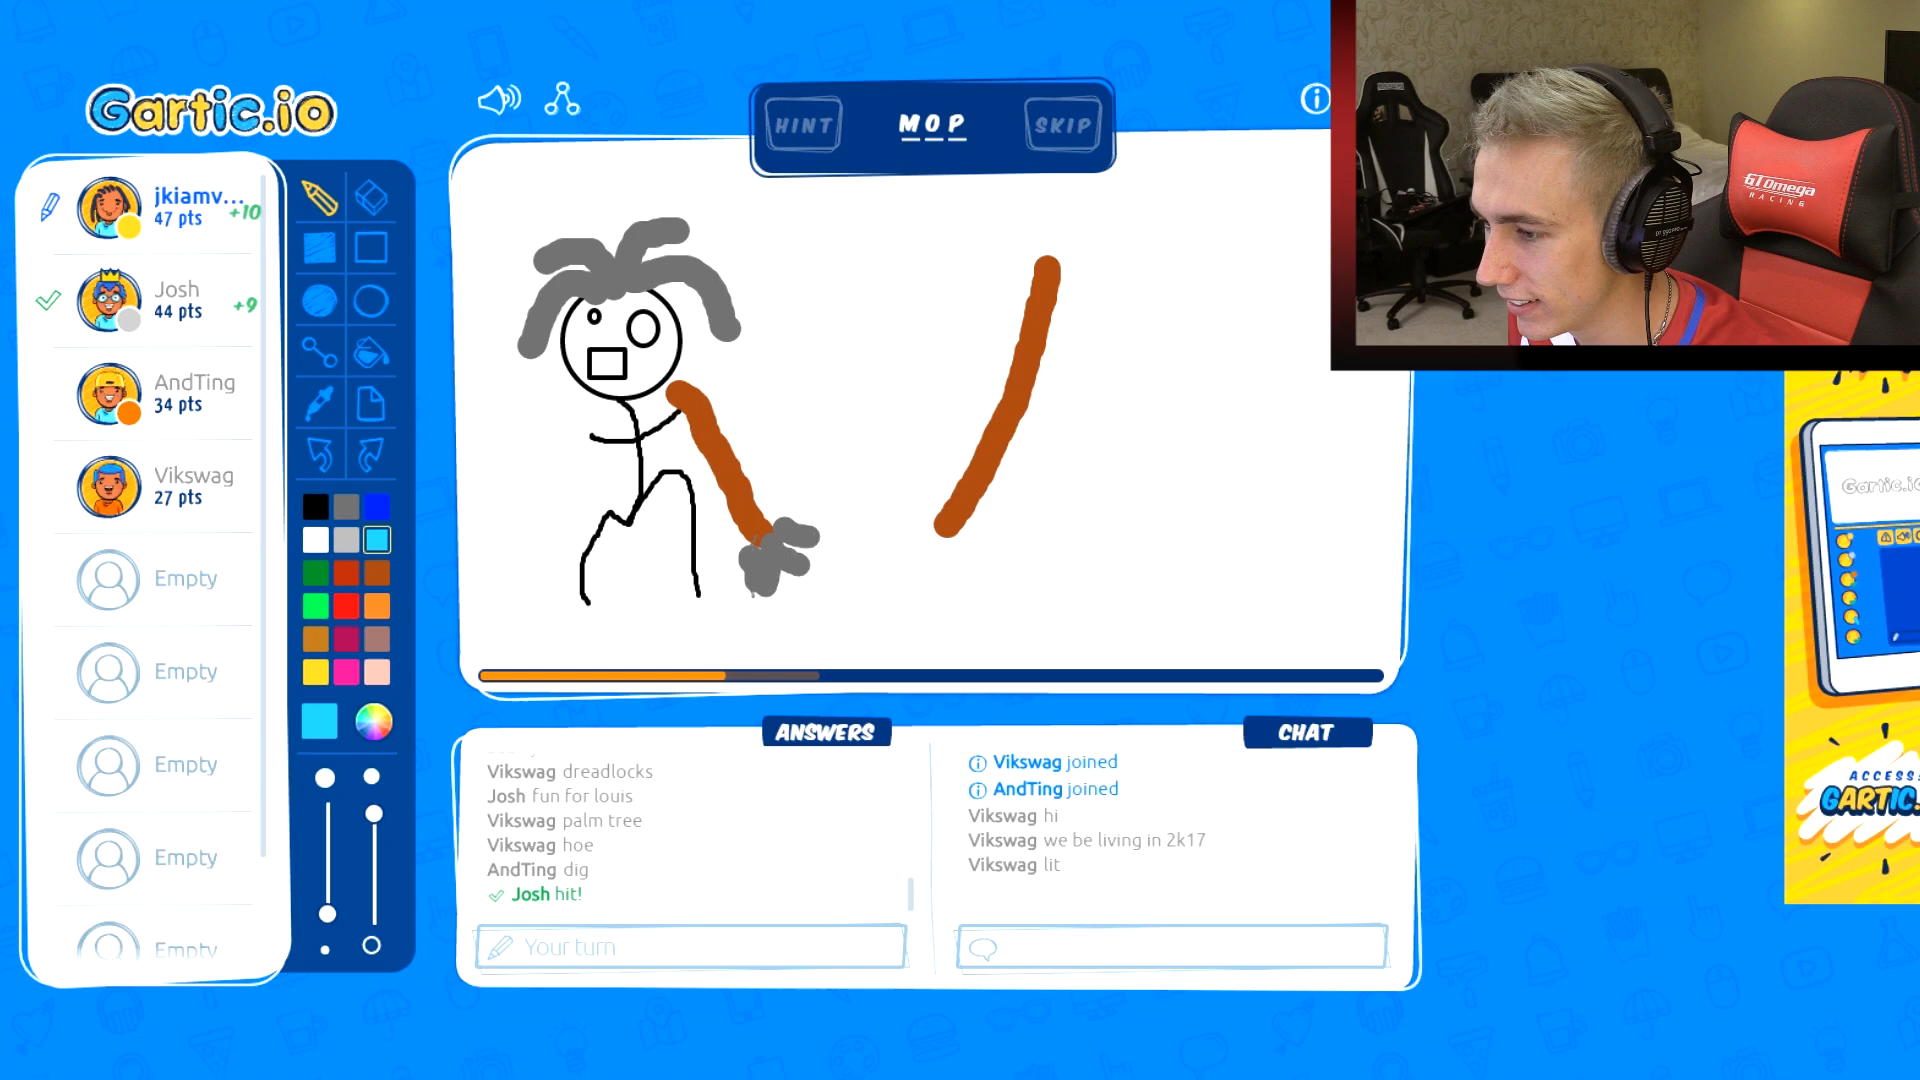 Gartic.io
HINT
MOP
SKIP
GTOmega
RACING
jkiamv...
47 pts
+10
Josh
44 pts
+9
AndTing
34 pts
Vikswag
27 pts
Empty
Empty
Empty
Empty
Empty
ANSWERS
Vikswag dreadlocks
Josh fun for louis
Vikswag palm tree
Vikswag hoe
AndTing dig
Josh hit!
Your turn
CHAT
Vikswag joined
AndTing joined
Vikswag hi
Vikswag we be living in 2k17
Vikswag lit
Gartic.io
ACCESS
GARTIC.